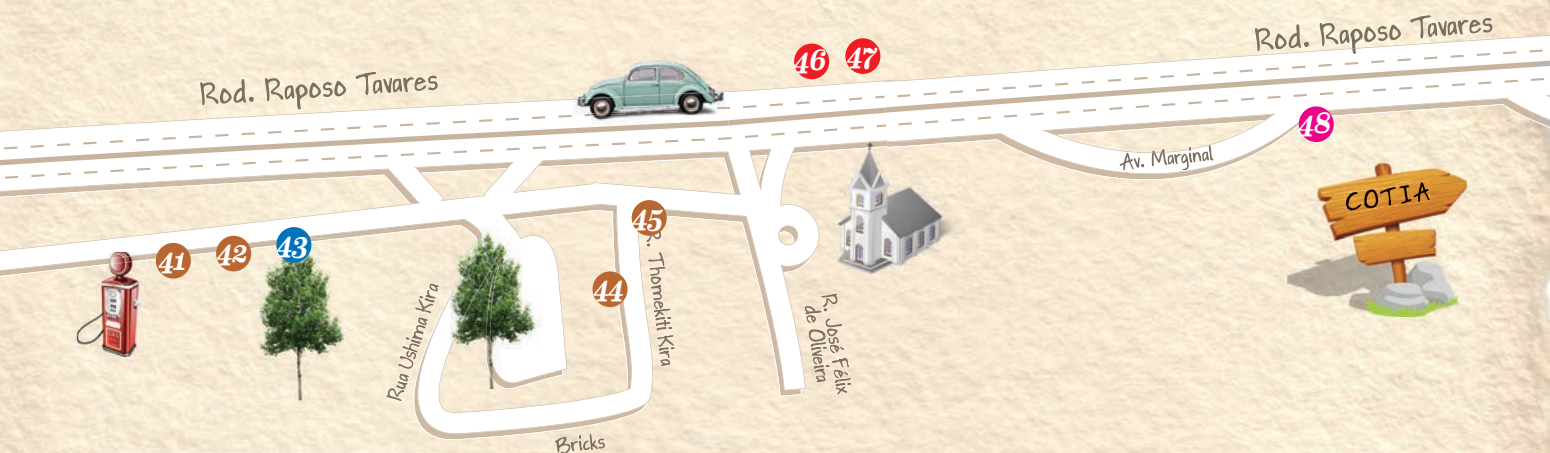 Rod. Raposo Tavares
Rod. Raposo Tavares
46
47
48
Av. Marginal
COTIA
41
42
43
45
44
R. Thomekiti Kira
Rua Ushima Kira
R. José Félix
de Oliveira
Bricks